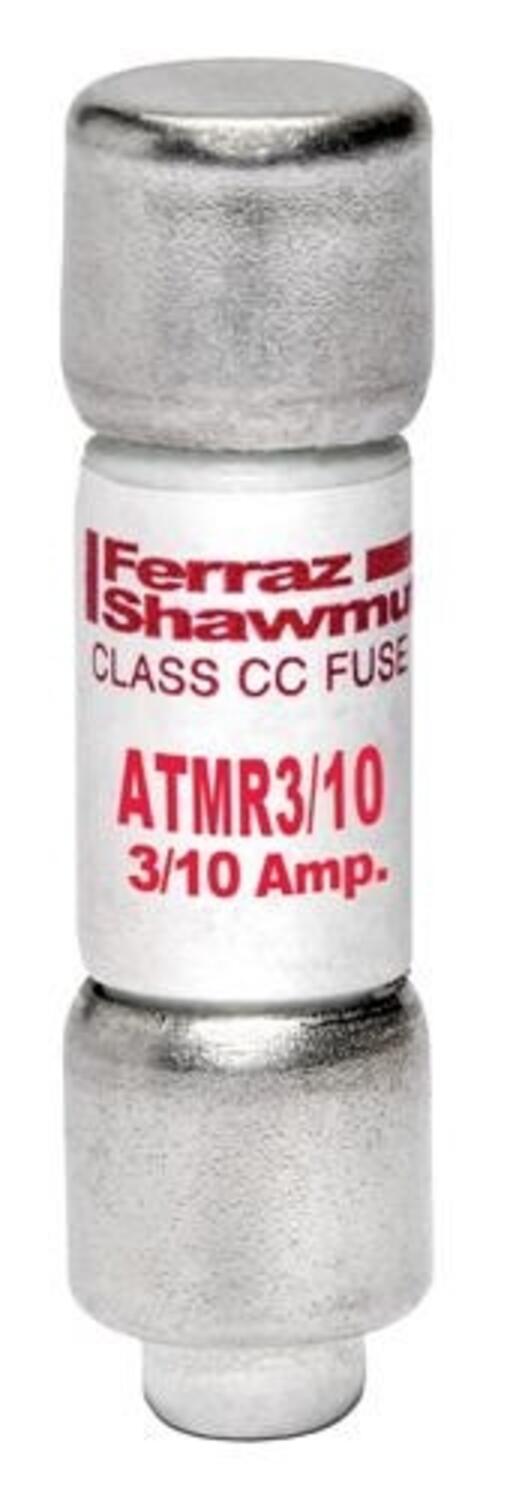 Ferraz
Shawmu
CLASS CC FUSE
ATMR3/10
3/10 Amp.